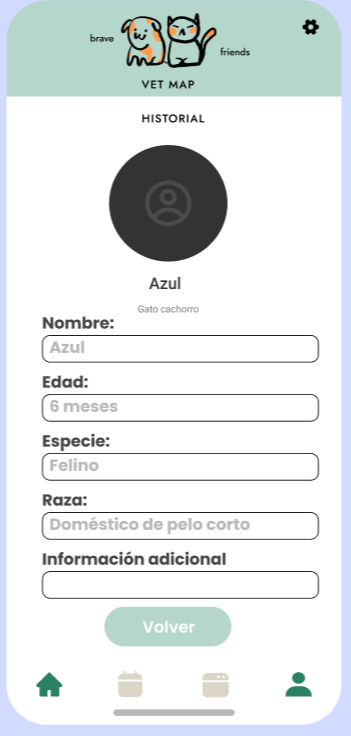 brave
friends
VET MAP
HISTORIAL
Azul
Gato cachorro
Nombre:
Azul
Edad:
6 meses
Especie:
Felino
Raza:
Doméstico de pelo corto
Información adicional
Volver